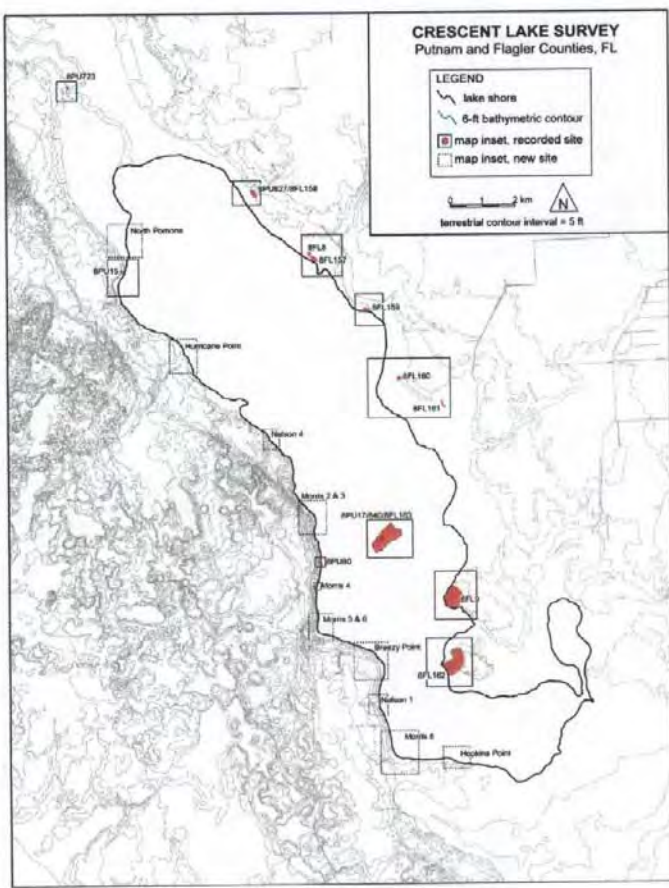 CRESCENT LAKE SURVEY
Putnam and Flagler Counties, FL
LEGEND
lake shore
6-ft bathymetric contour
map inset, recorded site
map inset, new site
0 1 2 km
N
terrestrial contour interval = 5 ft
8PU723
8PU827/8FL158
North Pomona
8FL8
8FL157
8PU15
8FL159
Hurricane Point
8FL160
8FL161
Nelson 4
Morris 2 & 3
8PU17/840/8FL163
8PU80
Morris 4
Morris 5 & 6
Breezy Point
8FL162
Nelson 1
Morris 8
Hopkins Point